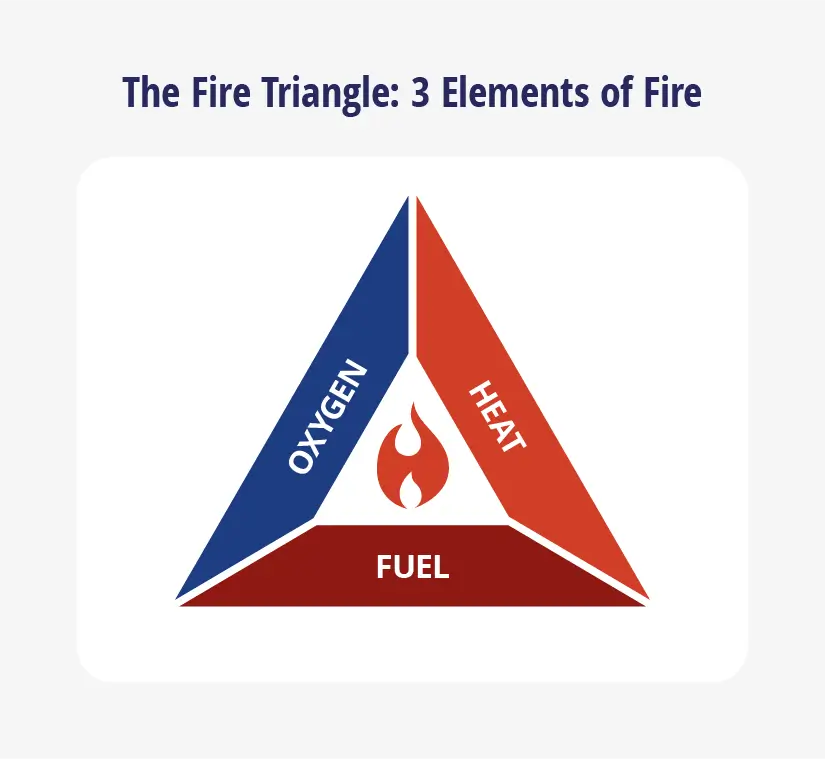 The Fire Triangle: 3 Elements of Fire
OXYGEN
HEAT
FUEL